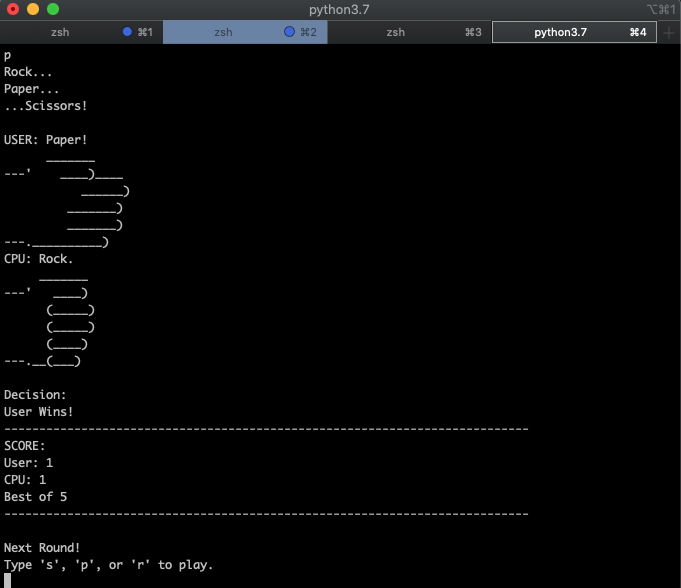 python3.7
⌥⌘1
zsh ⌘1 zsh ⌘2 zsh ⌘3 python3.7 ⌘4 +
p
Rock...
Paper...
...Scissors!
USER: Paper!
      _______
---'    ____)____
           ______)
         _______)
         _______)
---.__________)
CPU: Rock.
     _______
---'   ____)
      (_____)
      (_____)
      (____)
---.__(___)
Decision:
User Wins!
---------------------------------------------------------------------------
SCORE:
User: 1
CPU: 1
Best of 5
---------------------------------------------------------------------------
Next Round!
Type 's', 'p', or 'r' to play.